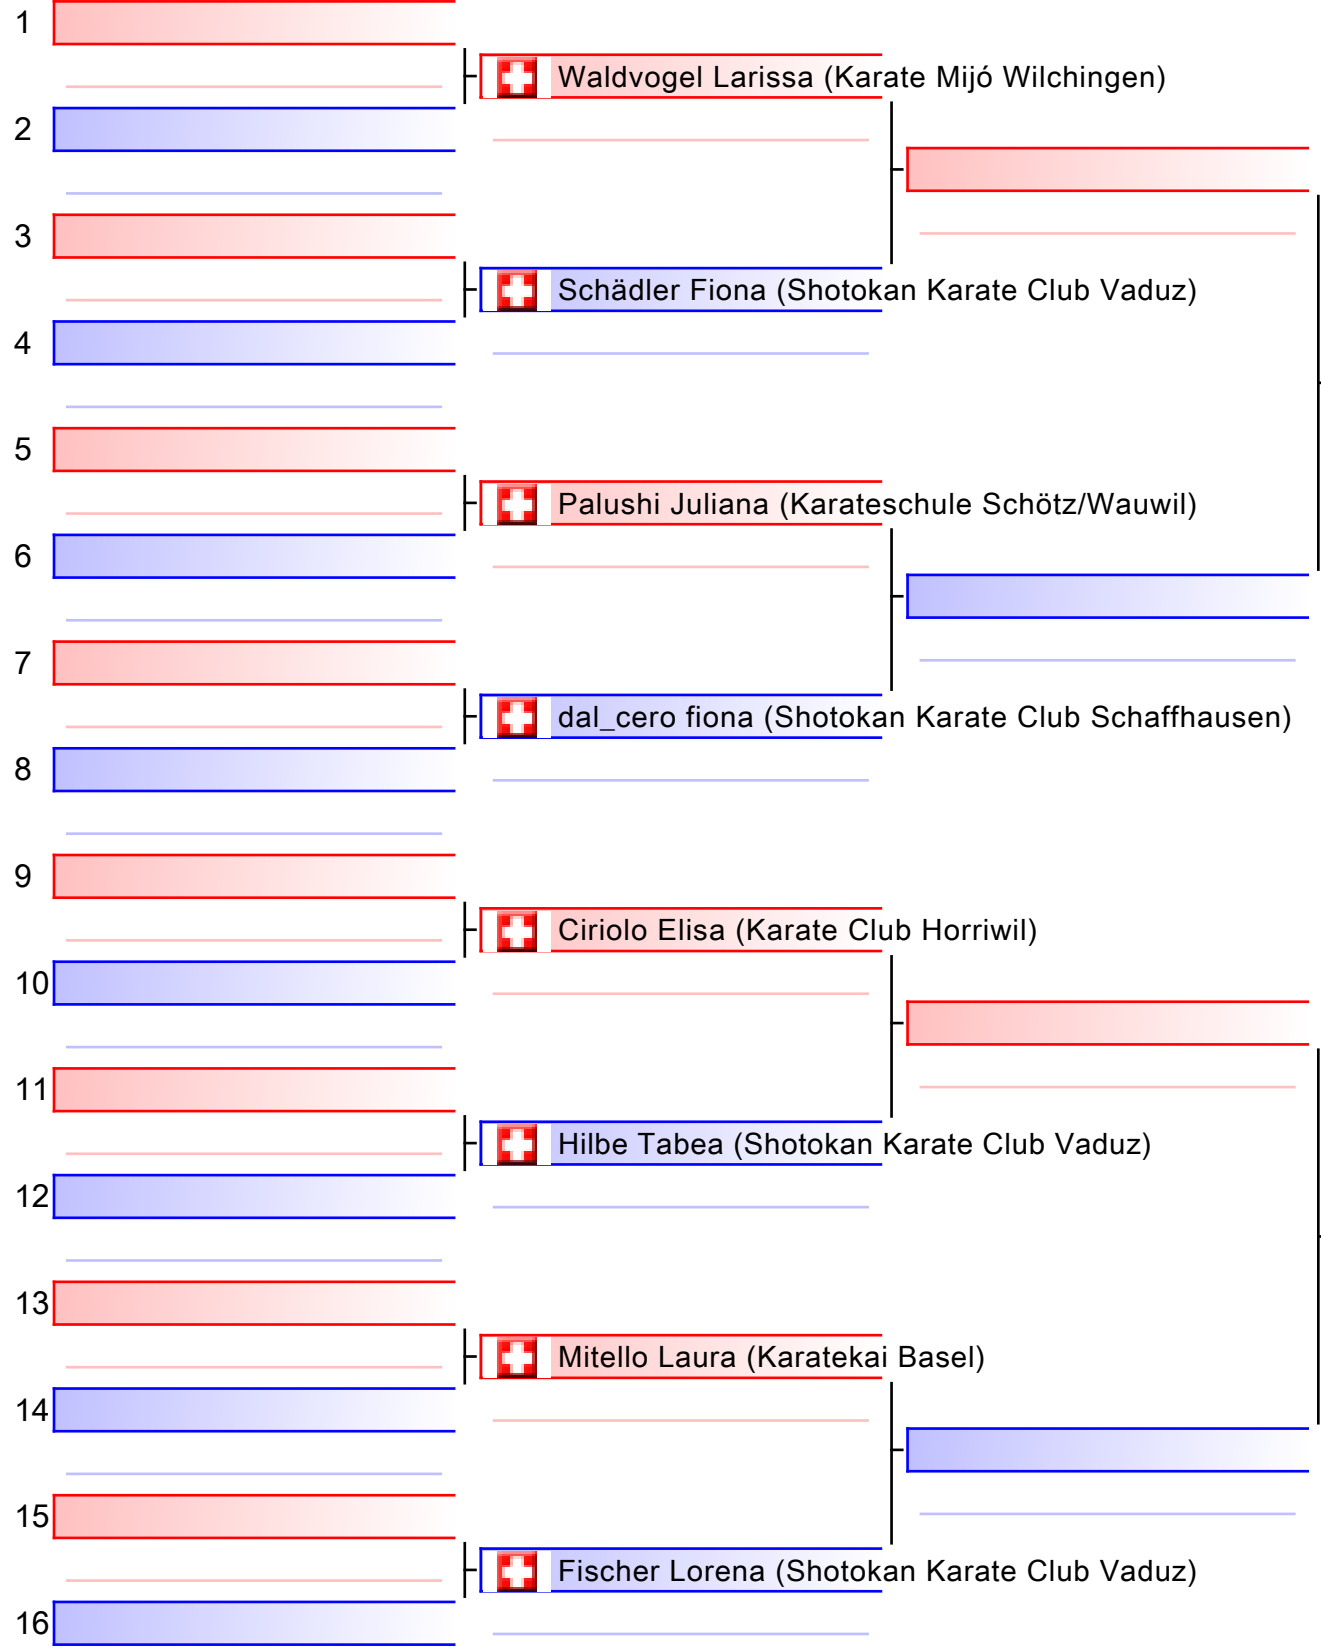 1
Waldvogel Larissa (Karate Mijó Wilchingen)
2
3
Schädler Fiona (Shotokan Karate Club Vaduz)
4
5
Palushi Juliana (Karateschule Schötz/Wauwil)
6
7
dal_cero fiona (Shotokan Karate Club Schaffhausen)
8
9
Ciriolo Elisa (Karate Club Horriwil)
10
11
Hilbe Tabea (Shotokan Karate Club Vaduz)
12
13
Mitello Laura (Karatekai Basel)
14
15
Fischer Lorena (Shotokan Karate Club Vaduz)
16